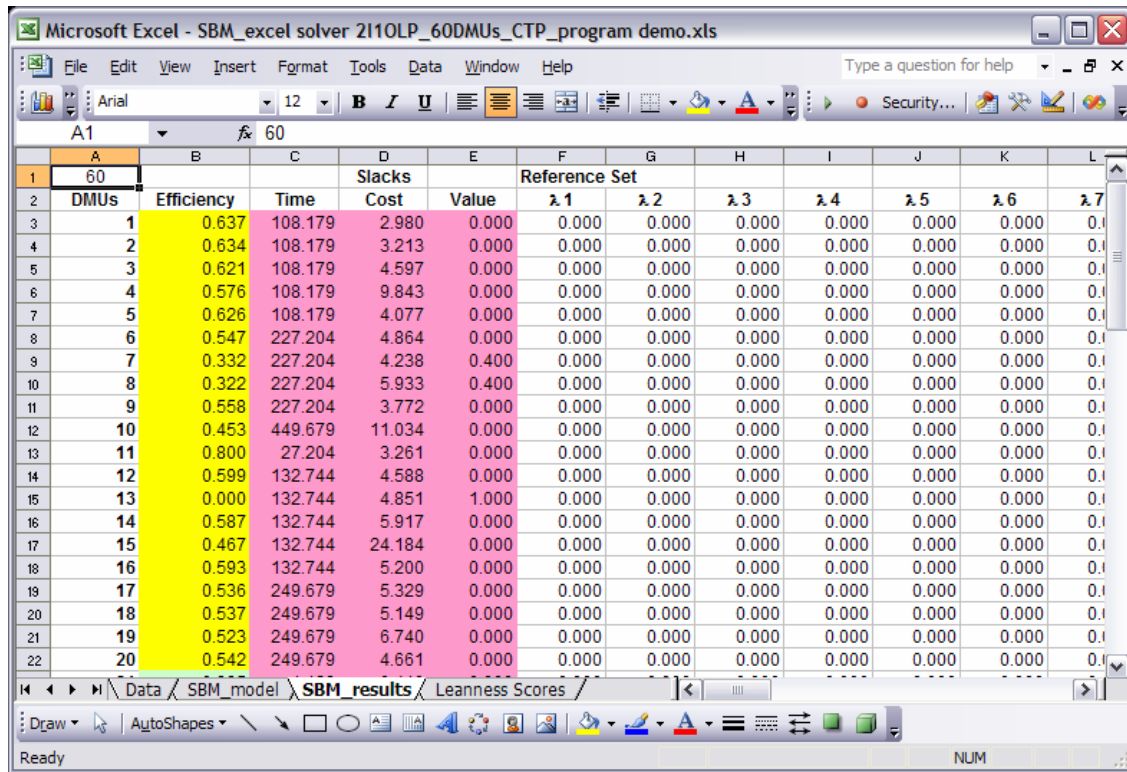 Microsoft Excel - SBM_excel solver 2I1OLP_60DMUs_CTP_program demo.xls
File Edit View Insert Format Tools Data Window Help Type a question for help
Arial 12 B I U Security...
A1 fx 60
A B C D E F G H I J K L
1 60 Slacks Reference Set
2 DMUs Efficiency Time Cost Value λ 1 λ 2 λ 3 λ 4 λ 5 λ 6 λ 7
3 1 0.637 108.179 2.980 0.000 0.000 0.000 0.000 0.000 0.000 0.000
4 2 0.634 108.179 3.213 0.000 0.000 0.000 0.000 0.000 0.000 0.000
5 3 0.621 108.179 4.597 0.000 0.000 0.000 0.000 0.000 0.000 0.000
6 4 0.576 108.179 9.843 0.000 0.000 0.000 0.000 0.000 0.000 0.000
7 5 0.626 108.179 4.077 0.000 0.000 0.000 0.000 0.000 0.000 0.000
8 6 0.547 227.204 4.864 0.000 0.000 0.000 0.000 0.000 0.000 0.000
9 7 0.332 227.204 4.238 0.400 0.000 0.000 0.000 0.000 0.000 0.000
10 8 0.322 227.204 5.933 0.400 0.000 0.000 0.000 0.000 0.000 0.000
11 9 0.558 227.204 3.772 0.000 0.000 0.000 0.000 0.000 0.000 0.000
12 10 0.453 449.679 11.034 0.000 0.000 0.000 0.000 0.000 0.000 0.000
13 11 0.800 27.204 3.261 0.000 0.000 0.000 0.000 0.000 0.000 0.000
14 12 0.599 132.744 4.588 0.000 0.000 0.000 0.000 0.000 0.000 0.000
15 13 0.000 132.744 4.851 1.000 0.000 0.000 0.000 0.000 0.000 0.000
16 14 0.587 132.744 5.917 0.000 0.000 0.000 0.000 0.000 0.000 0.000
17 15 0.467 132.744 24.184 0.000 0.000 0.000 0.000 0.000 0.000 0.000
18 16 0.593 132.744 5.200 0.000 0.000 0.000 0.000 0.000 0.000 0.000
19 17 0.536 249.679 5.329 0.000 0.000 0.000 0.000 0.000 0.000 0.000
20 18 0.537 249.679 5.149 0.000 0.000 0.000 0.000 0.000 0.000 0.000
21 19 0.523 249.679 6.740 0.000 0.000 0.000 0.000 0.000 0.000 0.000
22 20 0.542 249.679 4.661 0.000 0.000 0.000 0.000 0.000 0.000 0.000
Data SBM_model SBM_results Leanness Scores
Draw AutoShapes
Ready NUM